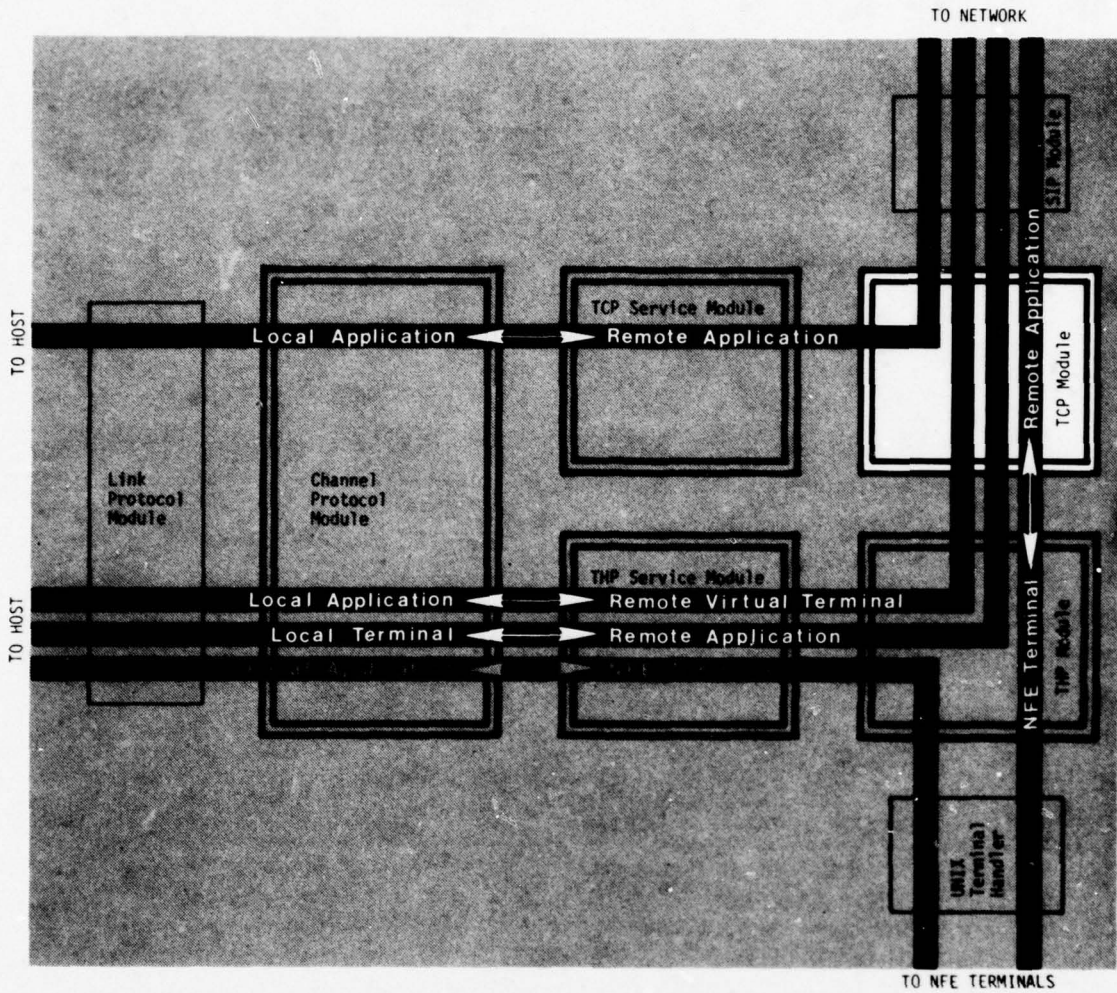 TO NETWORK
SIP Module
TO HOST
Local Application
TCP Service Module
Remote Application
Remote Application
TCP Module
Link
Protocol
Module
Channel
Protocol
Module
TO HOST
THP Service Module
Local Application
Remote Virtual Terminal
Local Terminal
Remote Application
NFE Terminal
THP Module
UNIX
Terminal
Handler
TO NFE TERMINALS